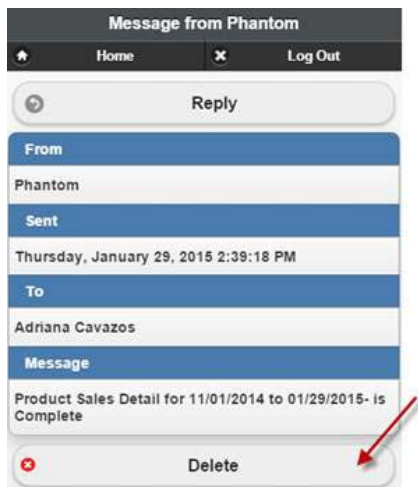 Message from Phantom
Home Log Out
Reply
From
Phantom
Sent
Thursday, January 29, 2015 2:39:18 PM
To
Adriana Cavazos
Message
Product Sales Detail for 11/01/2014 to 01/29/2015- is
Complete
Delete